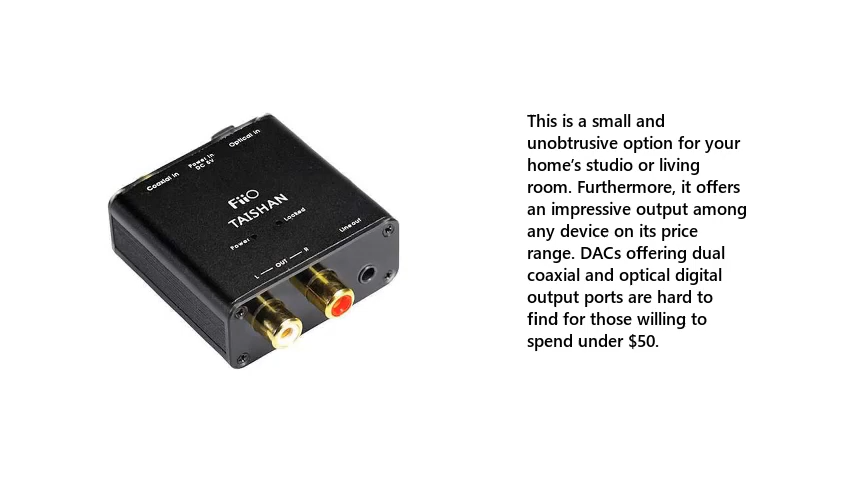 Optical in
Power in
DC 5V
Coaxial in
FiiO
TAISHAN
Locked
Power
Line out
L OUT R
This is a small and
unobtrusive option for your
home's studio or living
room. Furthermore, it offers
an impressive output among
any device on its price
range. DACs offering dual
coaxial and optical digital
output ports are hard to
find for those willing to
spend under $50.